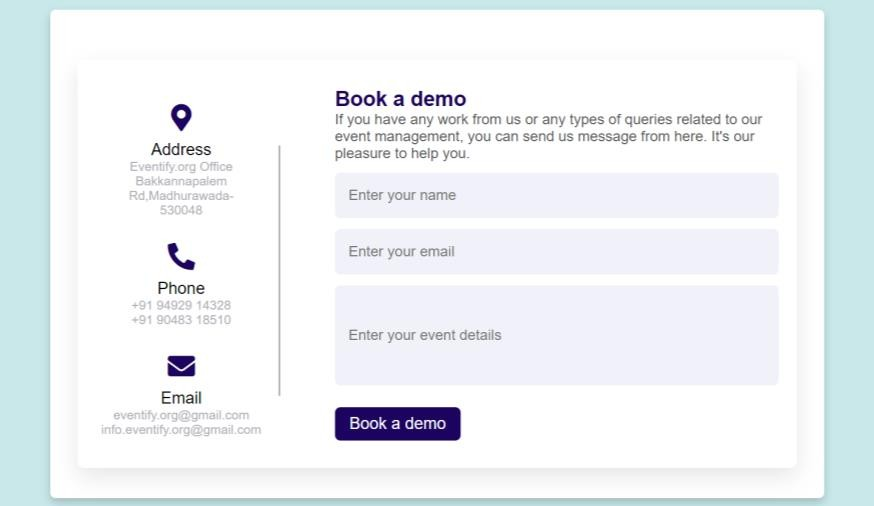 Address
Eventify.org Office
Bakkannapalem
Rd,Madhurawada-
530048
Phone
+91 94929 14328
+91 90483 18510
Email
eventify.org@gmail.com
info.eventify.org@gmail.com
Book a demo
If you have any work from us or any types of queries related to our
event management, you can send us message from here. It's our
pleasure to help you.
Enter your name
Enter your email
Enter your event details
Book a demo